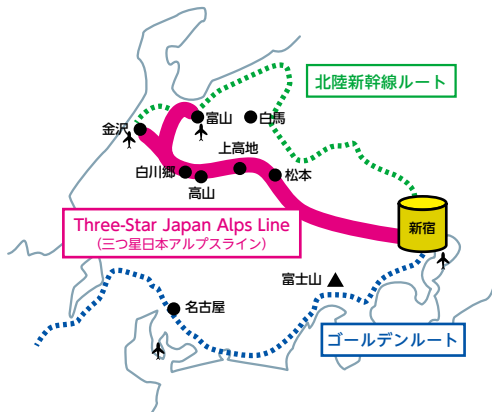 北陸新幹線ルート
富山
白馬
金沢
上高地
白川郷
松本
高山
Three-Star Japan Alps Line
（三つ星日本アルプスライン）
新宿
富士山
名古屋
ゴールデンルート